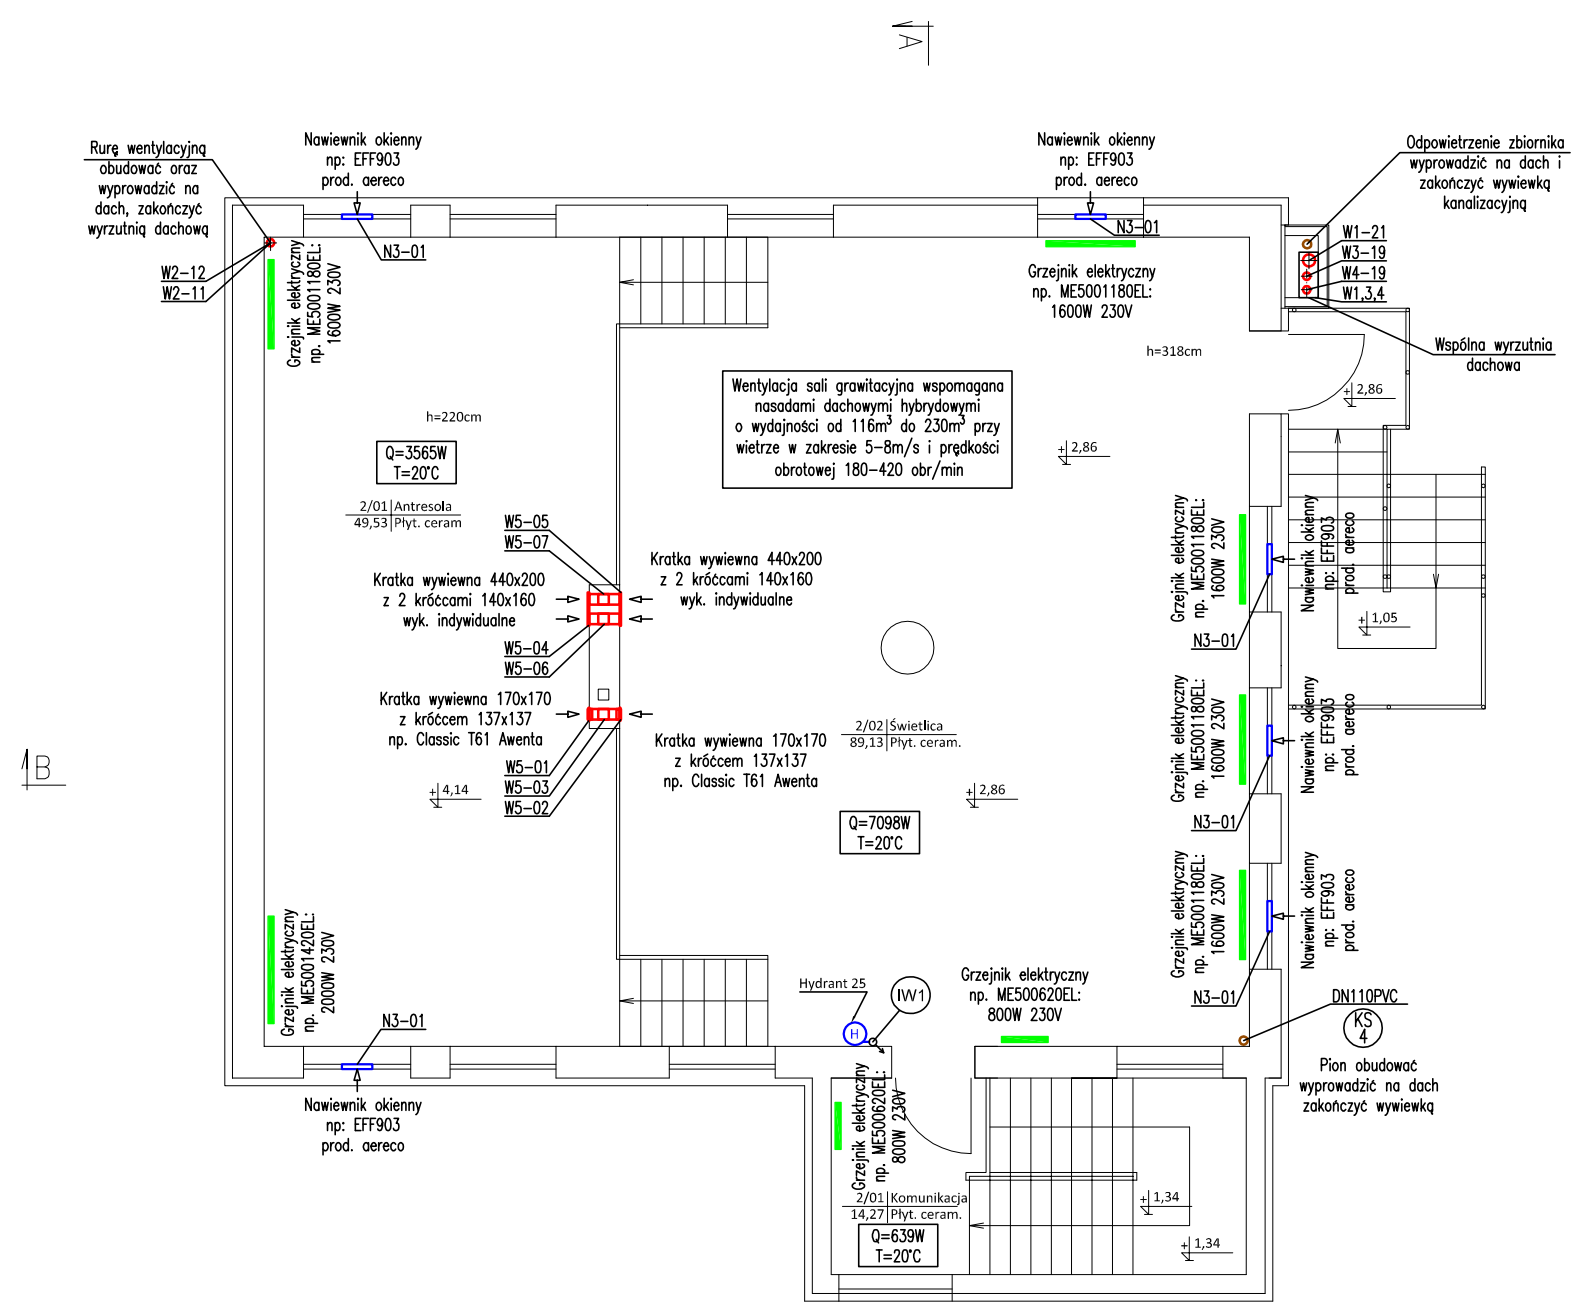 A
Rurę wentylacyjną
obudować oraz
wyprowadzić na
dach, zakończyć
wyrzutnią dachową
Nawiewnik okienny
np: EFF903
prod. aereco
Nawiewnik okienny
np: EFF903
prod. aereco
Odpowietrzenie zbiornika
wyprowadzić na dach i
zakończyć wywiewką
kanalizacyjną
N3-01
N3-01
W1-21
W3-19
W4-19
W1,3,4
W2-12
W2-11
Grzejnik elektryczny
np. ME5001180EL:
1600W 230V
Grzejnik elektryczny
np. ME5001180EL:
1600W 230V
Wspólna wyrzutnia
dachowa
h=318cm
h=220cm
Wentylacja sali grawitacyjna wspomagana
nasadami dachowymi hybrydowymi
o wydajności od 116m³ do 230m³ przy
wietrze w zakresie 5-8m/s i prędkości
obrotowej 180-420 obr/min
+ 2,86
+ 2,86
Q=3565W
T=20°C
2/01 Antresola
49,53 Płyt. ceram
W5-05
W5-07
Kratka wywiewna 440x200
z 2 króćcami 140x160
wyk. indywidualne
Kratka wywiewna 440x200
z 2 króćcami 140x160
wyk. indywidualne
W5-04
W5-06
Grzejnik elektryczny
np. ME5001180EL:
1600W 230V
Nawiewnik okienny
np: EFF903
prod. aereco
N3-01
+ 1,05
Kratka wywiewna 170x170
z króćcem 137x137
np. Classic T61 Awenta
Kratka wywiewna 170x170
z króćcem 137x137
np. Classic T61 Awenta
W5-01
W5-03
W5-02
2/02 Świetlica
89,13 Płyt. ceram.
Grzejnik elektryczny
np. ME5001180EL:
1600W 230V
Nawiewnik okienny
np: EFF903
prod. aereco
N3-01
B
+ 4,14
+ 2,86
Q=7098W
T=20°C
Grzejnik elektryczny
np. ME5001180EL:
1600W 230V
Nawiewnik okienny
np: EFF903
prod. aereco
N3-01
Grzejnik elektryczny
np. ME5001420EL:
2000W 230V
N3-01
Nawiewnik okienny
np: EFF903
prod. aereco
Hydrant 25
IW1
H
Grzejnik elektryczny
np. ME500620EL:
800W 230V
DN110PVC
KS
4
Pion obudować
wyprowadzić na dach
zakończyć wywiewką
Grzejnik elektryczny
np. ME500620EL:
800W 230V
2/01 Komunikacja
14,27 Płyt. ceram.
Q=639W
T=20°C
+ 1,34
+ 1,34